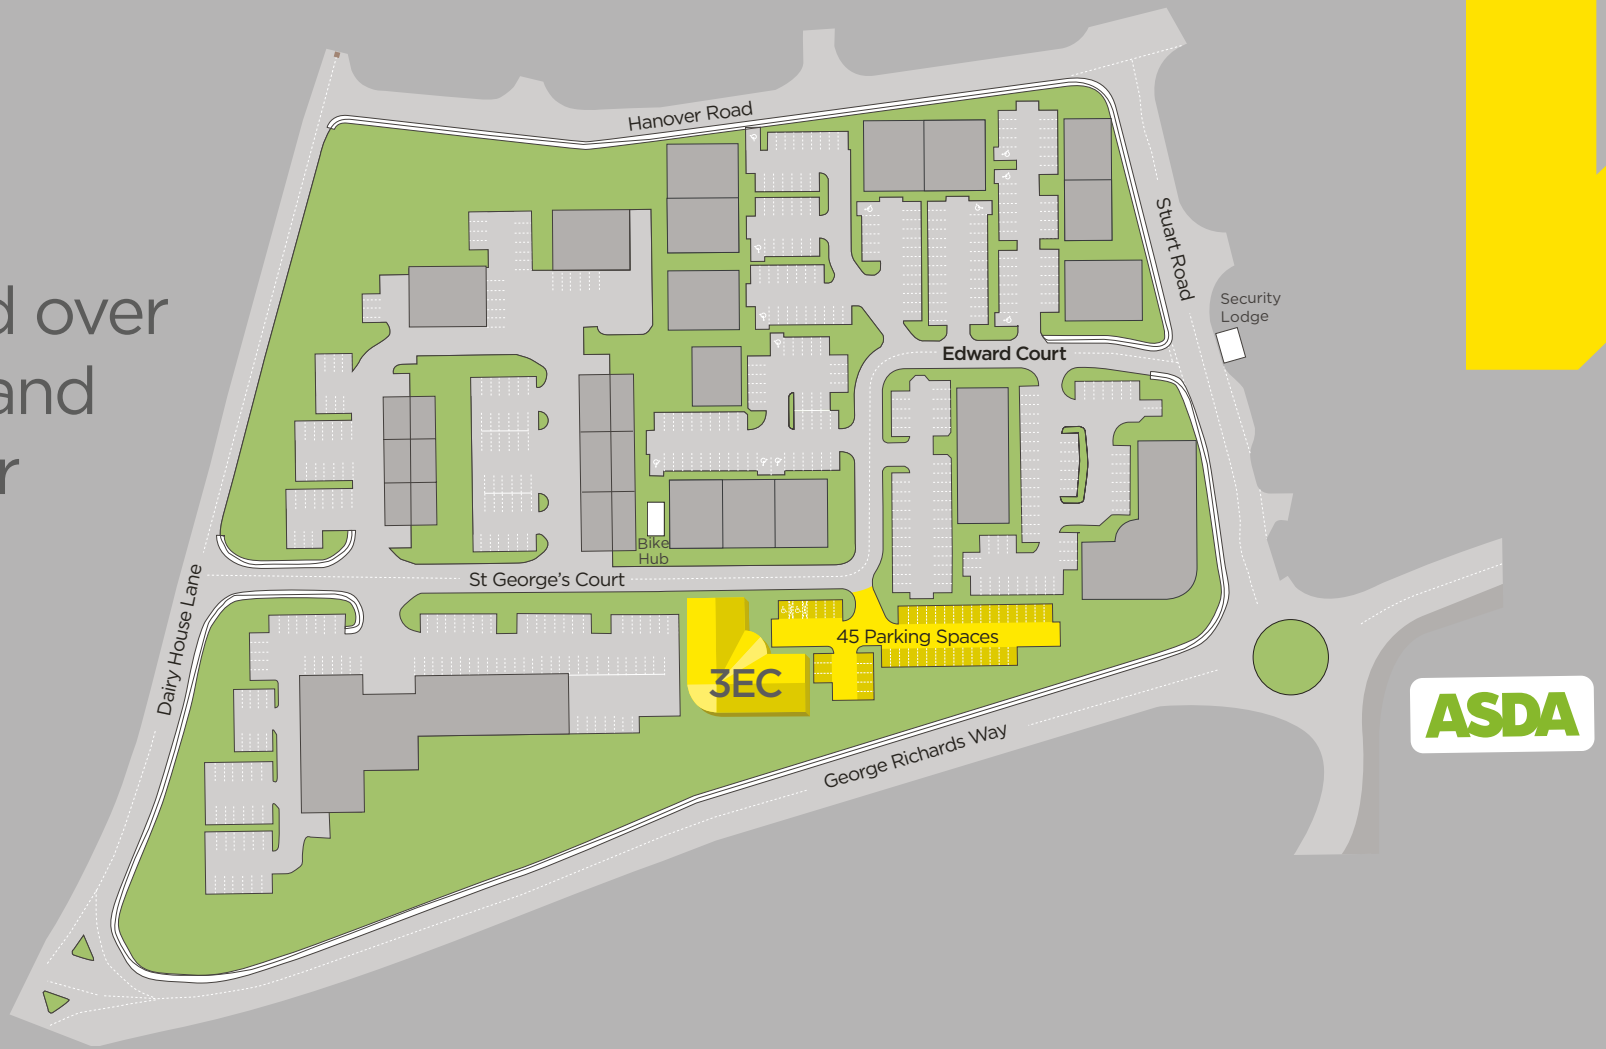 d over
and
r
Hanover Road
Stuart Road
Security
Lodge
Edward Court
Bike
Hub
St George's Court
Dairy House Lane
45 Parking Spaces
3EC
George Richards Way
ASDA